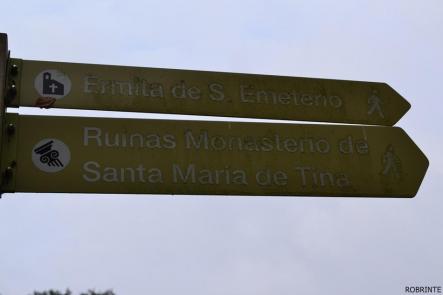 Ermita de S. Emeterio
Ruinas Monasterio de
Santa María de Tina
ROBRINTE